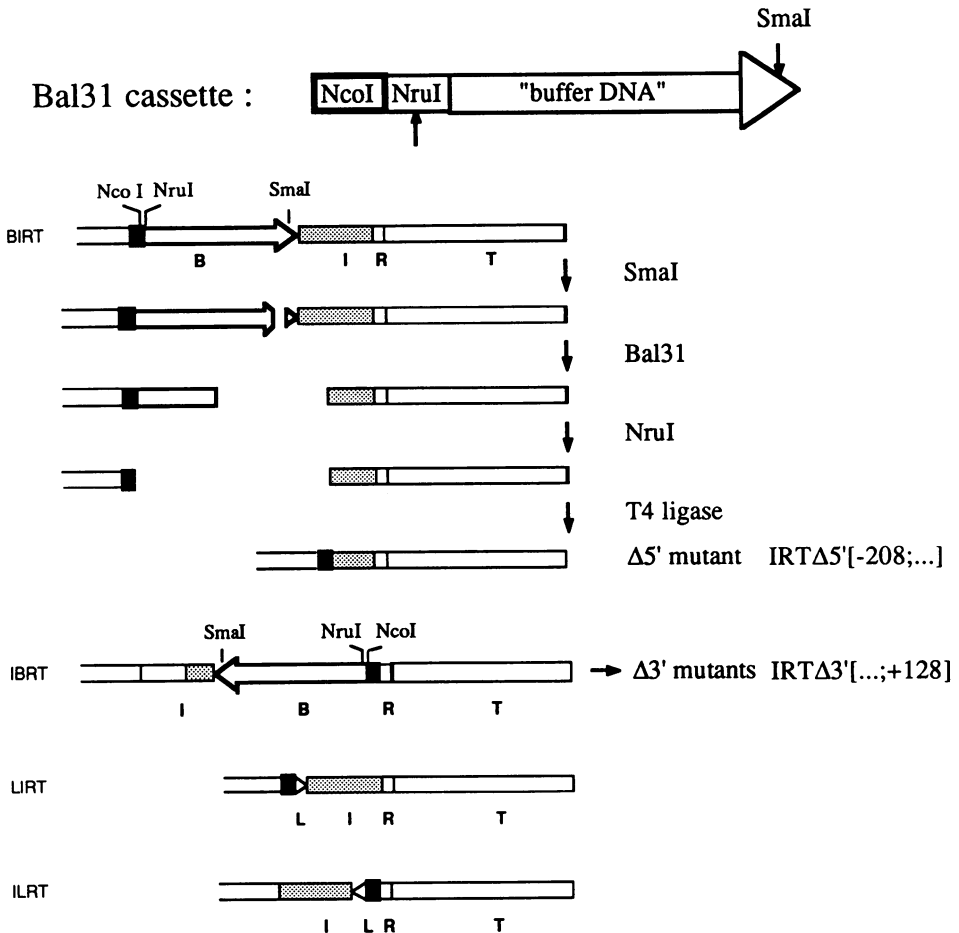 SmaI
Bal31 cassette :
NcoI NruI "buffer DNA"
Nco I NruI SmaI
BIRT
B I R T
SmaI
Bal31
NruI
T4 ligase
Δ5' mutant IRTΔ5'[-208;...]
SmaI NruI NcoI
IBRT
Δ3' mutants IRTΔ3'[...;+128]
I B R T
LIRT
L I R T
ILRT
I L R T